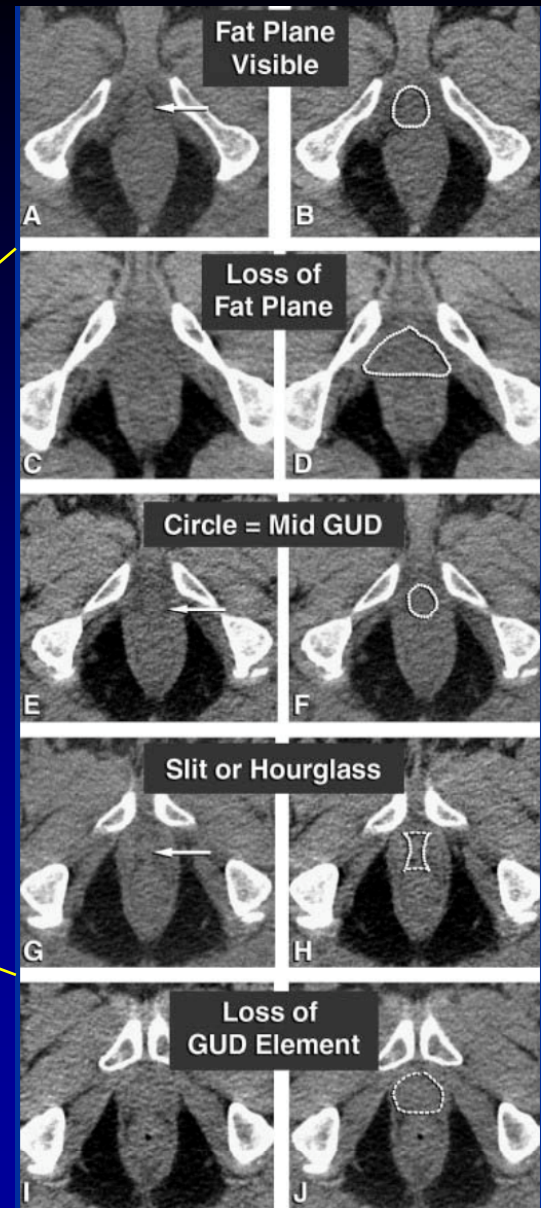 Fat Plane
Visible
A
B
Loss of
Fat Plane
C
D
Circle = Mid GUD
E
F
Slit or Hourglass
G
H
Loss of
GUD Element
I
J